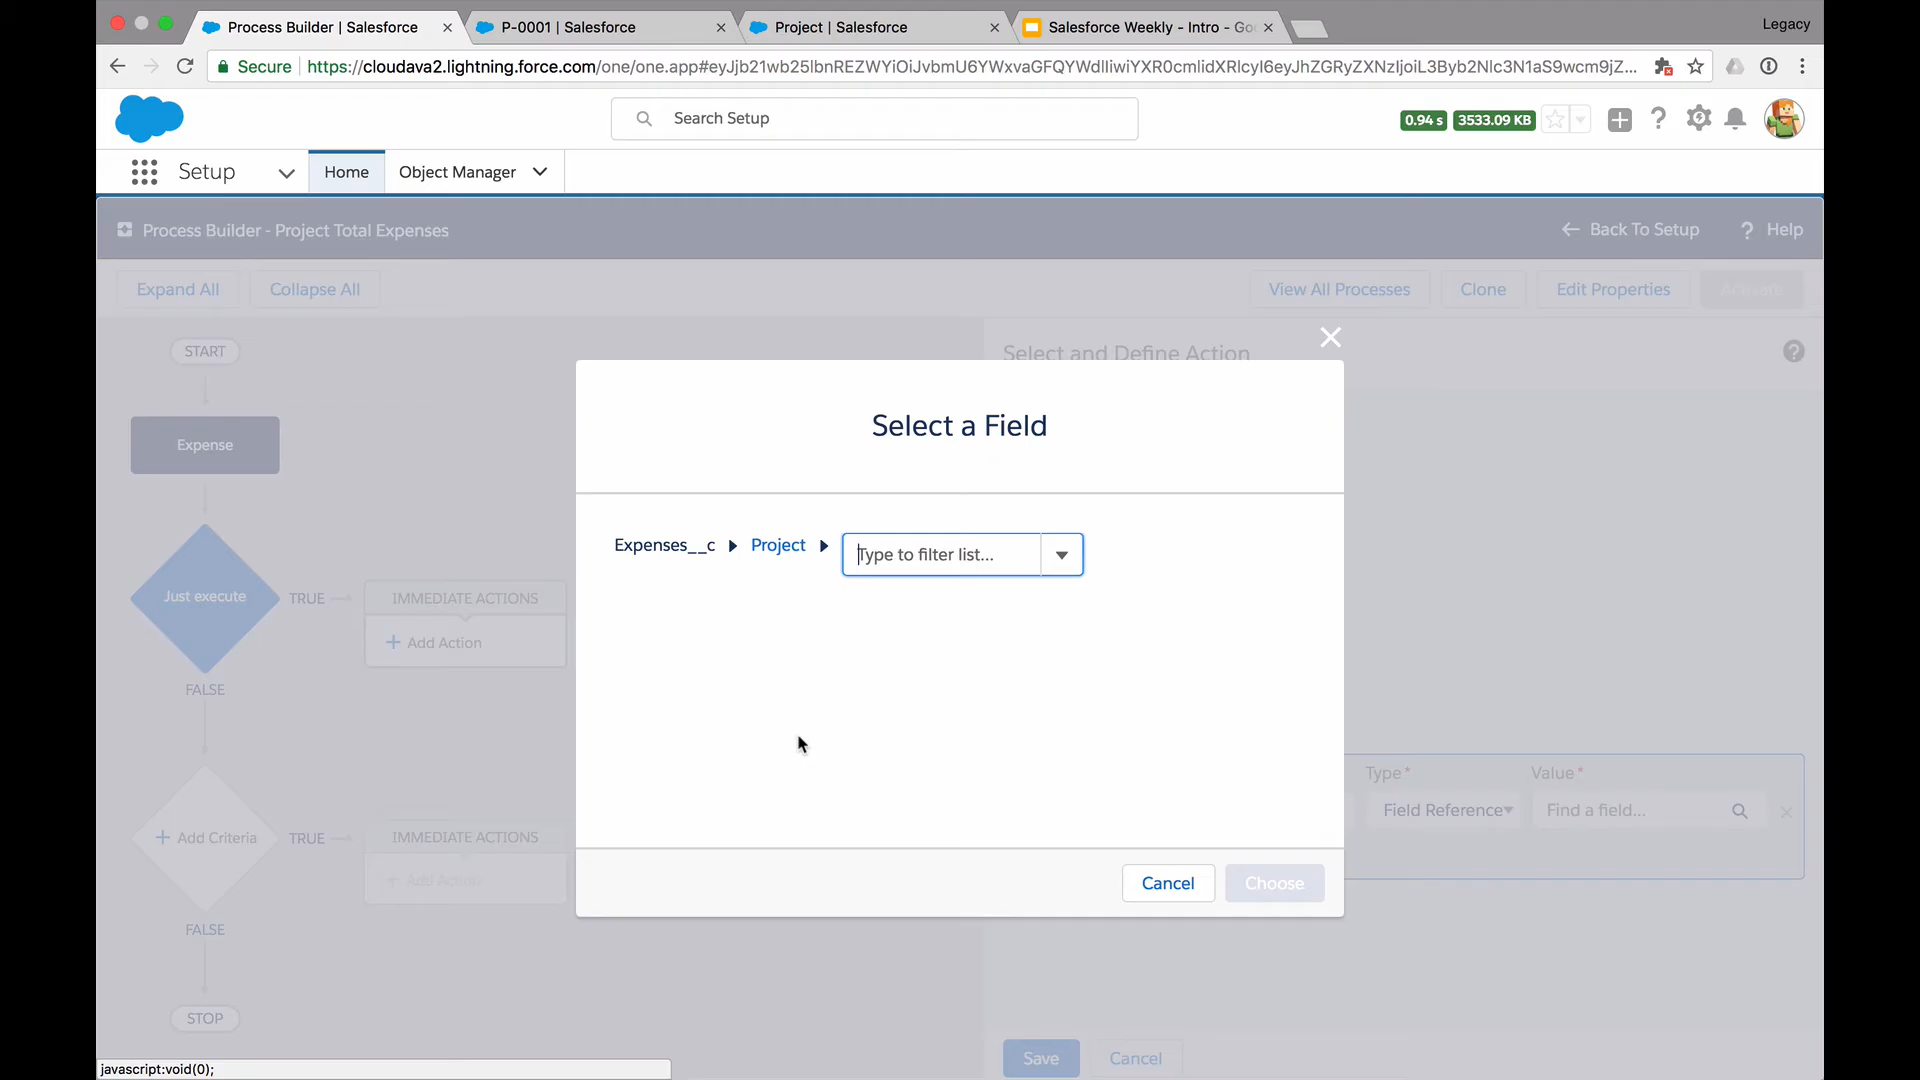 Process Builder | Salesforce
P-0001 | Salesforce
Project | Salesforce
Salesforce Weekly - Intro - Go
Legacy
Secure
https://cloudava2.lightning.force.com/one/one.app#eyJjb21wb25lbnREZWYiOiJvbmU6YWxvaGFQYWdlIiwiYXR0cmlidXRlcyI6eyJhZGRyZXNzIjoiL3Byb2Nlc3N1aS9wcm9jZ...
Search Setup
0.94 s
3533.09 KB
Setup
Home
Object Manager
Process Builder - Project Total Expenses
Back To Setup
? Help
Expand All
Collapse All
View All Processes
Clone
Edit Properties
Activate
START
Select and Define Action
Select a Field
Expense
Expenses__c
Project
Type to filter list...
Just execute
TRUE
IMMEDIATE ACTIONS
+ Add Action
FALSE
Type*
Value*
Field Reference
Find a field...
+ Add Criteria
TRUE
IMMEDIATE ACTIONS
+ Add Action
Cancel
Choose
FALSE
STOP
Save
Cancel
javascript:void(0);